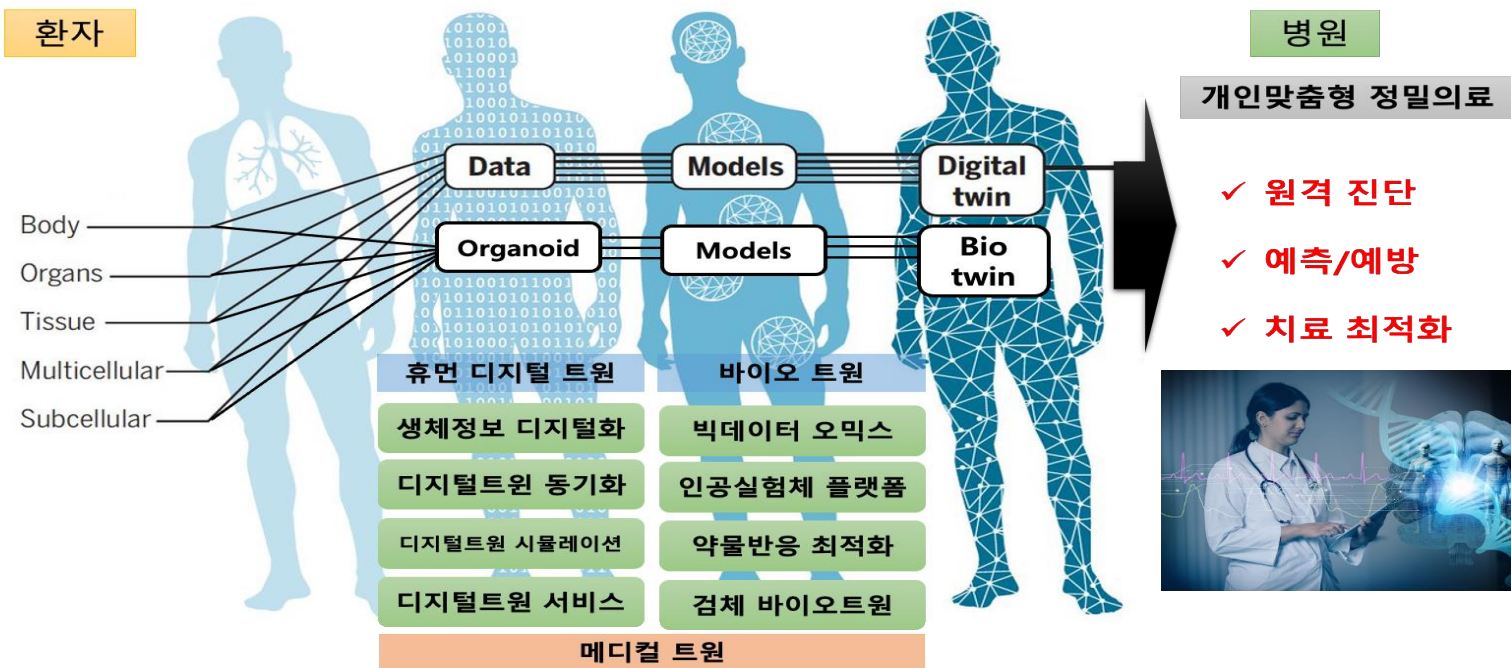 환자
병원
개인맞춤형 정밀의료
✓ 원격 진단
✓ 예측/예방
✓ 치료 최적화
Body
Organs
Tissue
Multicellular
Subcellular
Data
Models
Digital
twin
Organoid
Models
Bio
twin
휴먼 디지털 트윈
생체정보 디지털화
디지털트윈 동기화
디지털트윈 시뮬레이션
디지털트윈 서비스
바이오 트윈
빅데이터 오믹스
인공실험체 플랫폼
약물반응 최적화
검체 바이오트윈
메디컬 트윈